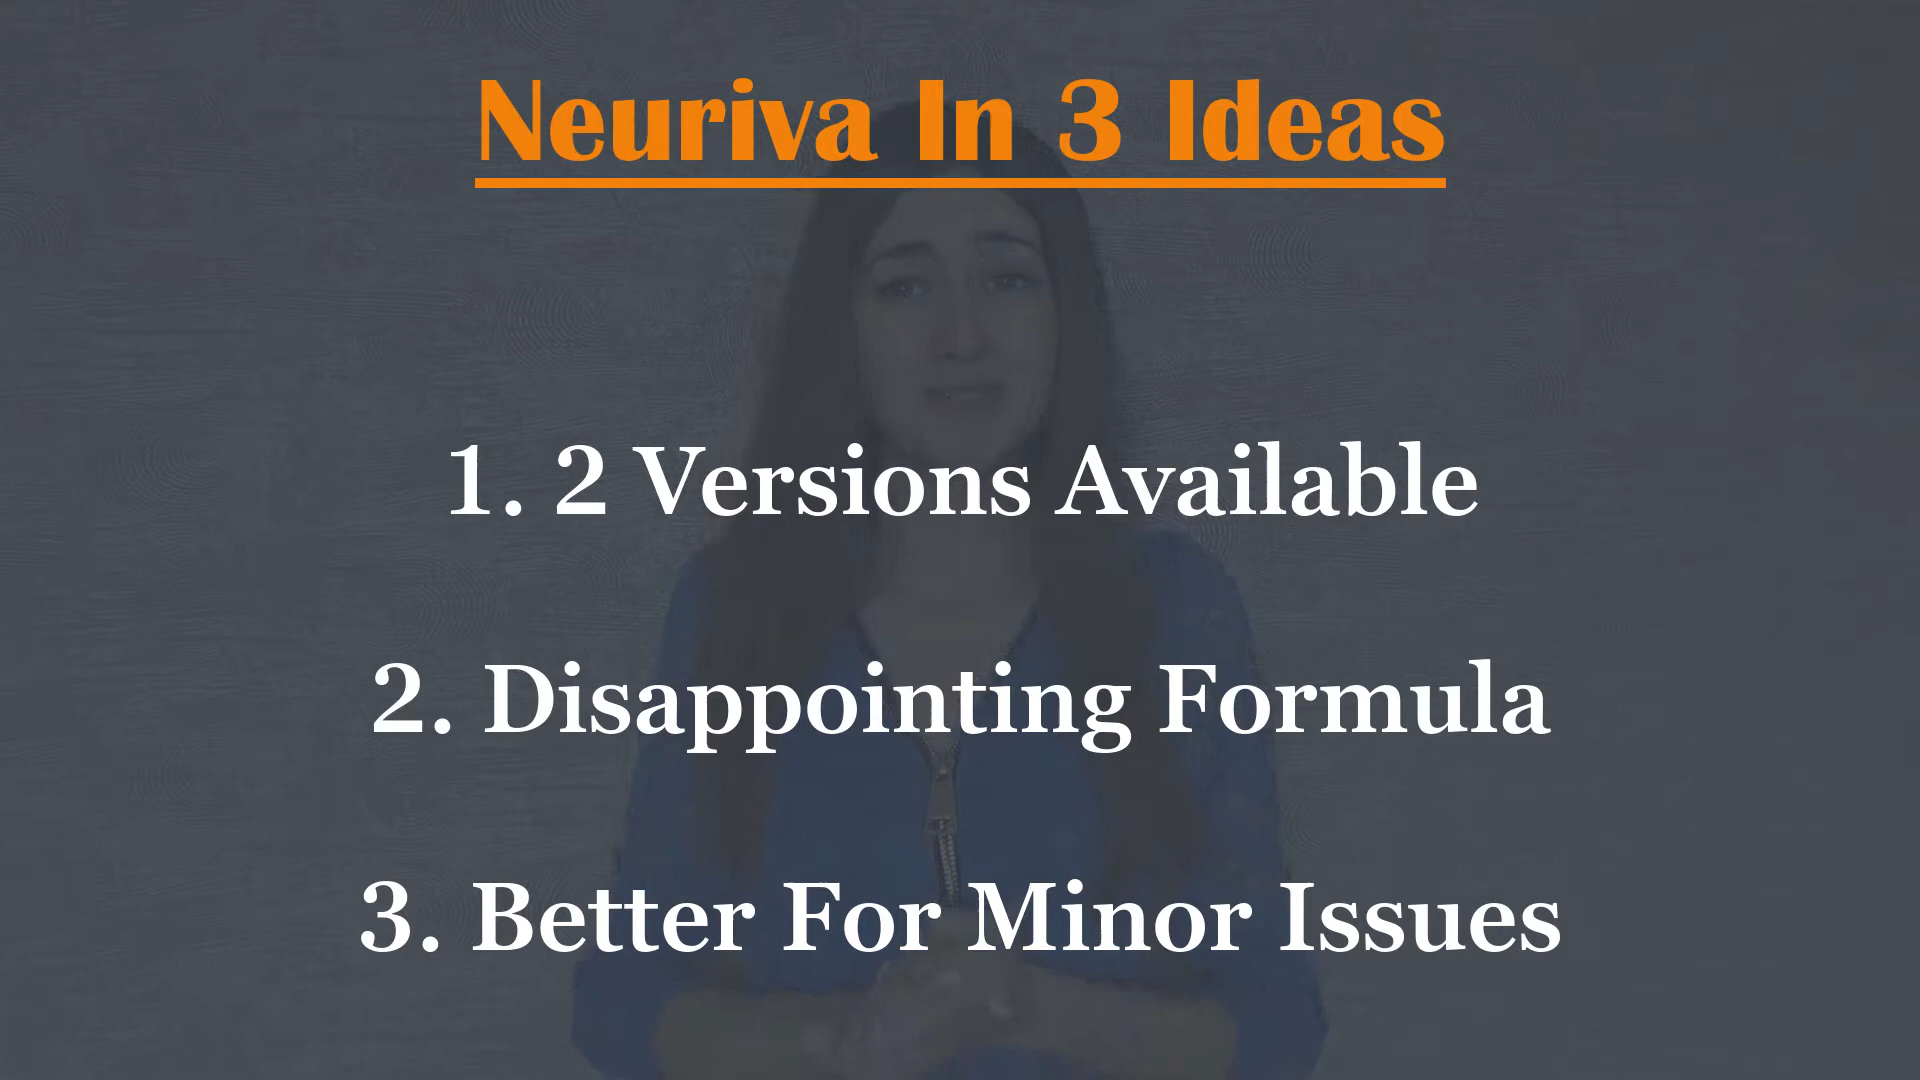 Neuriva In 3 Ideas
1. 2 Versions Available
2. Disappointing Formula
3. Better For Minor Issues